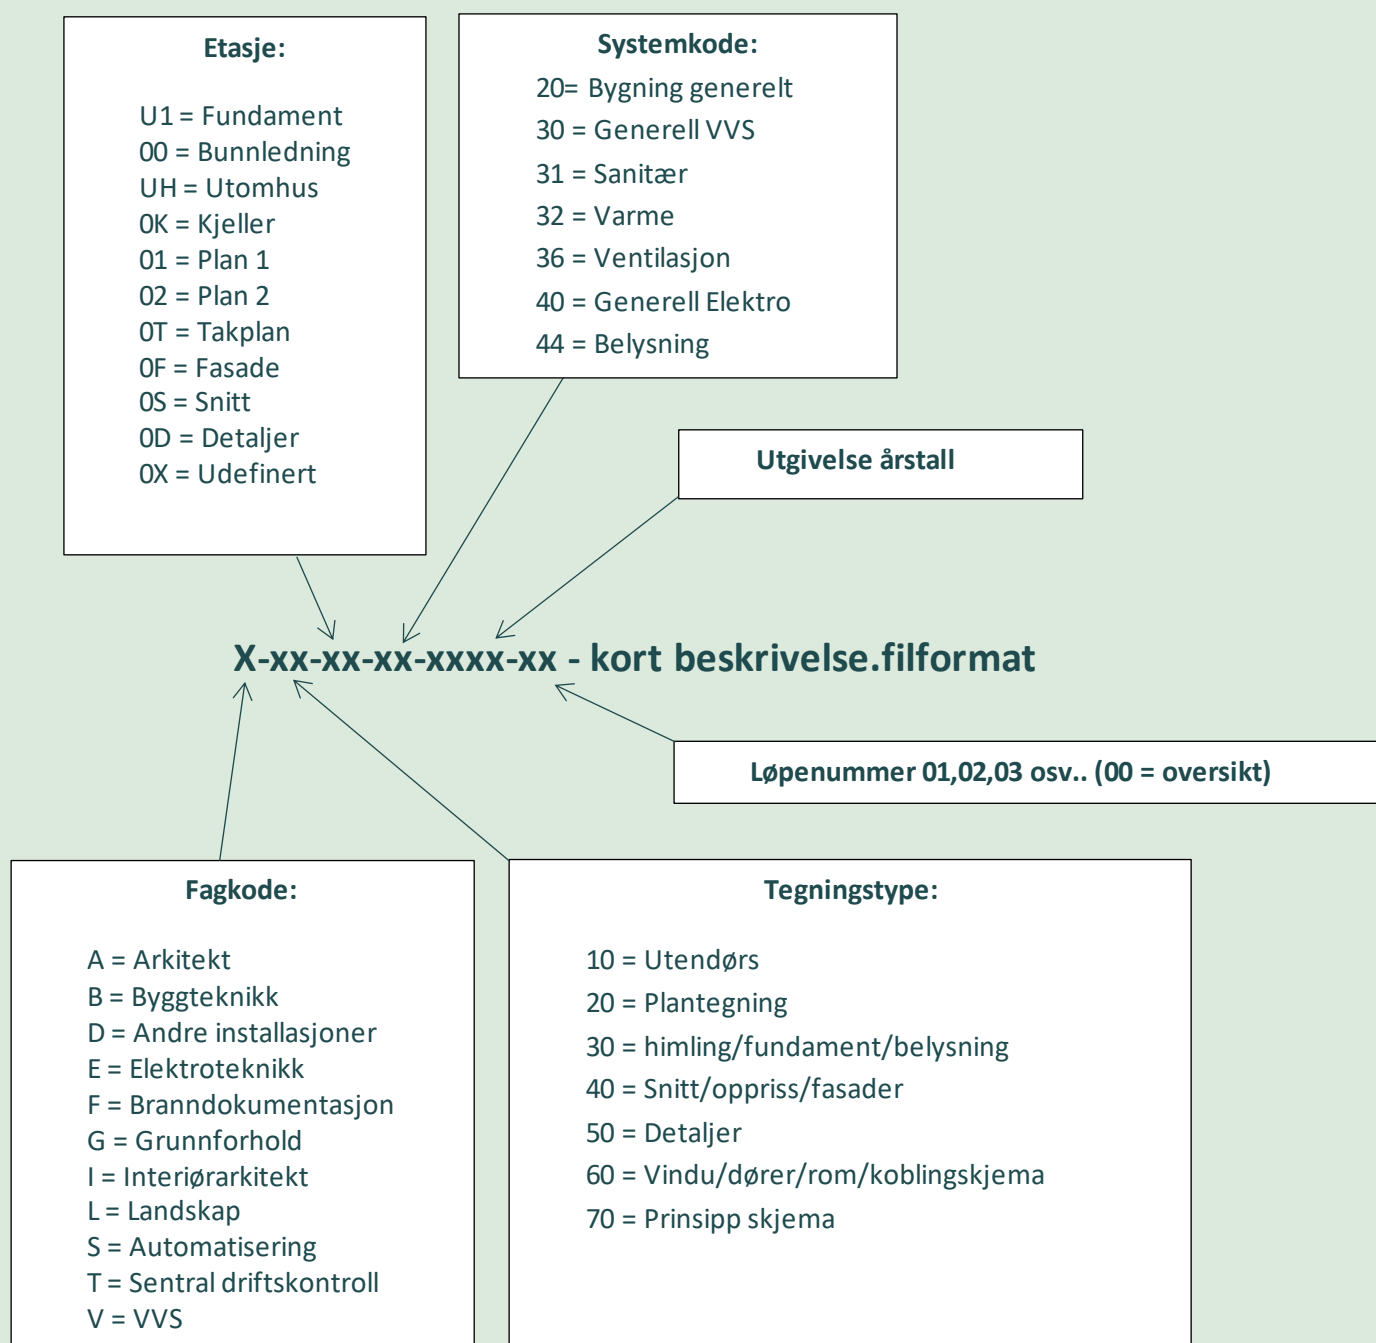 Etasje:
U1 = Fundament
00 = Bunnledning
UH = Utomhus
0K = Kjeller
01 = Plan 1
02 = Plan 2
0T = Takplan
0F = Fasade
0S = Snitt
0D = Detaljer
0X = Udefinert
Systemkode:
20= Bygning generelt
30 = Generell VVS
31 = Sanitær
32 = Varme
36 = Ventilasjon
40 = Generell Elektro
44 = Belysning
Utgivelse årstall
X-xx-xx-xx-xxxx-xx - kort beskrivelse.filformat
Løpenummer 01,02,03 osv.. (00 = oversikt)
Fagkode:
A = Arkitekt
B = Byggteknikk
D = Andre installasjoner
E = Elektroteknikk
F = Branndokumentasjon
G = Grunnforhold
I = Interiørarkitekt
L = Landskap
S = Automatisering
T = Sentral driftskontroll
V = VVS
Tegningstype:
10 = Utendørs
20 = Plantegning
30 = himling/fundament/belysning
40 = Snitt/oppriss/fasader
50 = Detaljer
60 = Vindu/dører/rom/koblingskjema
70 = Prinsipp skjema